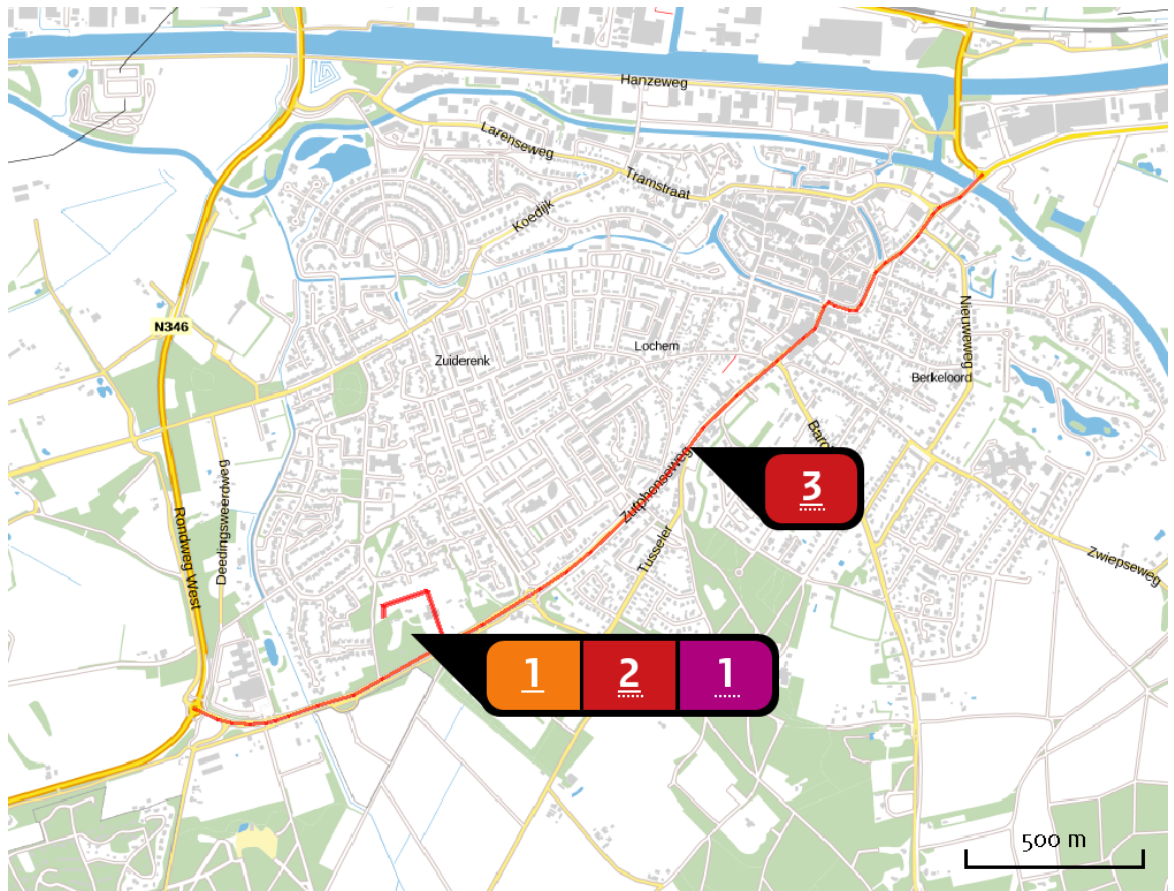 Hanzeweg
Larenseweg
Tramstraat
Koedijk
N346
Nieuweweg
Lochem
Zuiderenk
Berkeloord
Zutphenseweg
3
Deedingsweerdweg
Rondweg West
Tusseler
Zwiepseweg
1 2 1
500 m